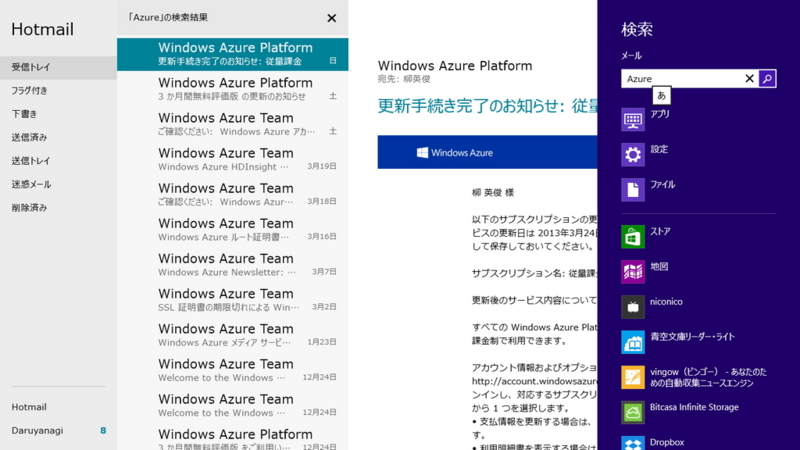 Hotmail
受信トレイ
フラグ付き
下書き
送信済み
送信トレイ
迷惑メール
削除済み
Hotmail
Daruyanagi 8
「Azure」の検索結果
Windows Azure Platform
更新手続き完了のお知らせ: 従量課金 日
Windows Azure Platform
3 か月間無料評価版 の更新のお知らせ 土
Windows Azure Team
ご確認ください: Windows Azure アカ… 土
Windows Azure Team
Windows Azure HDInsight … 3月19日
Windows Azure Team
ご確認ください: Windows Azur… 3月18日
Windows Azure Team
Windows Azure ルート証明書… 3月16日
Windows Azure Team
Windows Azure Newsletter: … 3月7日
Windows Azure Team
SSL 証明書の期限切れによる Win… 3月2日
Windows Azure Team
Windows Azure メディア サービ… 1月23日
Windows Azure Team
Welcome to the Windows … 12月24日
Windows Azure Team
Welcome to the Windows … 12月24日
Windows Azure Platform
3 か月間無料評価版 をご利用い… 12月24日
Windows Azure Platform
宛先: 柳英俊
更新手続き完了のお知らせ: 従量
Windows Azure
柳 英俊 様
以下のサブスクリプションの更
ビスの更新日は 2013年3月24日
して保存しておいてください。
サブスクリプション名: 従量課金
更新後のサービス内容について
すべての Windows Azure Plat
課金制で利用できます。
アカウント情報およびオプション
http://account.windowsazure
ンインし、対応するサブスクリプ
から 1 つを選択します。
• 支払情報を更新する場合は、
す。
• 利用明細書を表示する場合は
検索
メール
Azure
あ
アプリ
設定
ファイル
ストア
地図
niconico
青空文庫リーダー・ライト
vingow（ビンゴー） - あなたのた
めの自動収集ニュースエンジン
Bitcasa Infinite Storage
Dropbox